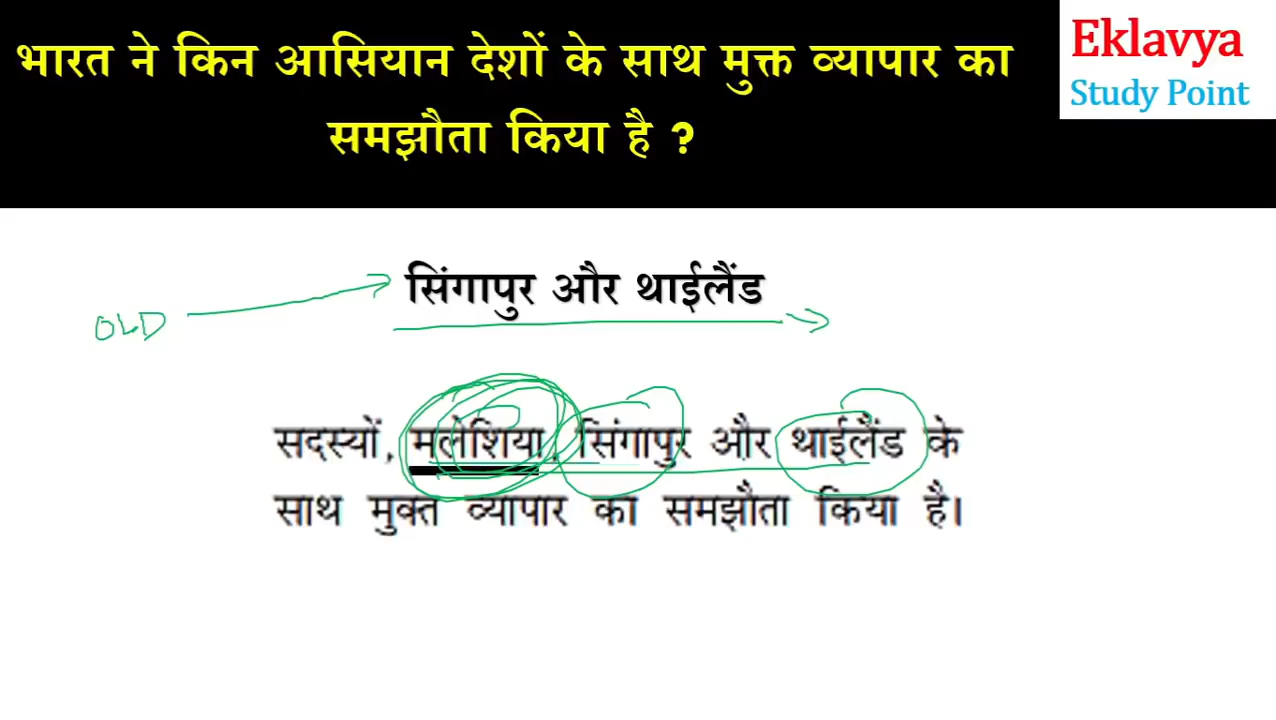 भारत ने किन आसियान देशों के साथ मुक्त व्यापार का
समझौता किया है ?
Eklavya
Study Point
सिंगापुर और थाईलैंड
OLD
सदस्यों, मलेशिया, सिंगापुर और थाईलैंड के
साथ मुक्त व्यापार का समझौता किया है।